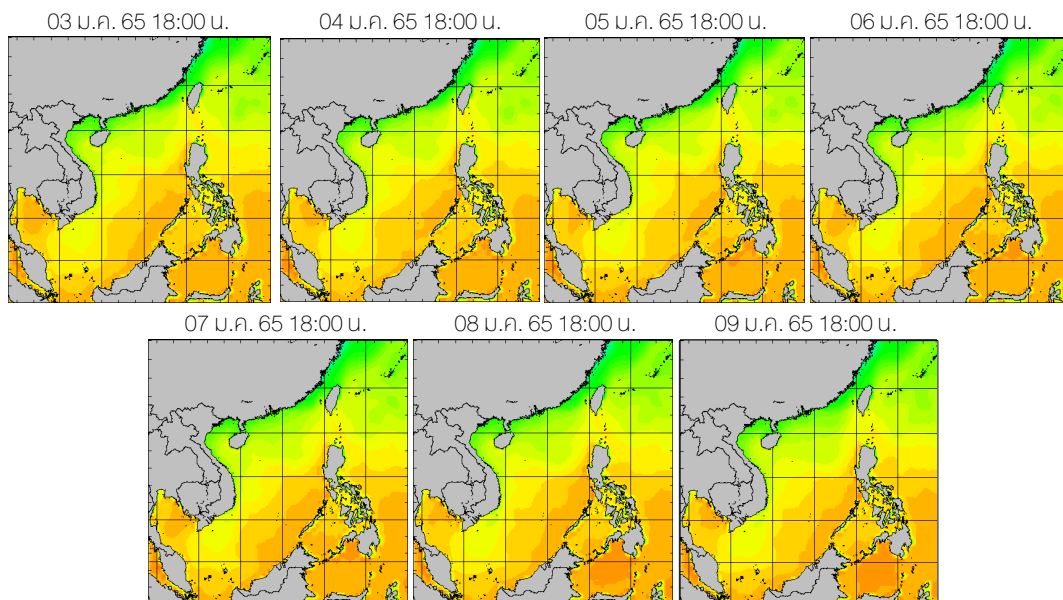 03 ม.ค. 65 18:00 น.
04 ม.ค. 65 18:00 น.
05 ม.ค. 65 18:00 น.
06 ม.ค. 65 18:00 น.
07 ม.ค. 65 18:00 น.
08 ม.ค. 65 18:00 น.
09 ม.ค. 65 18:00 น.